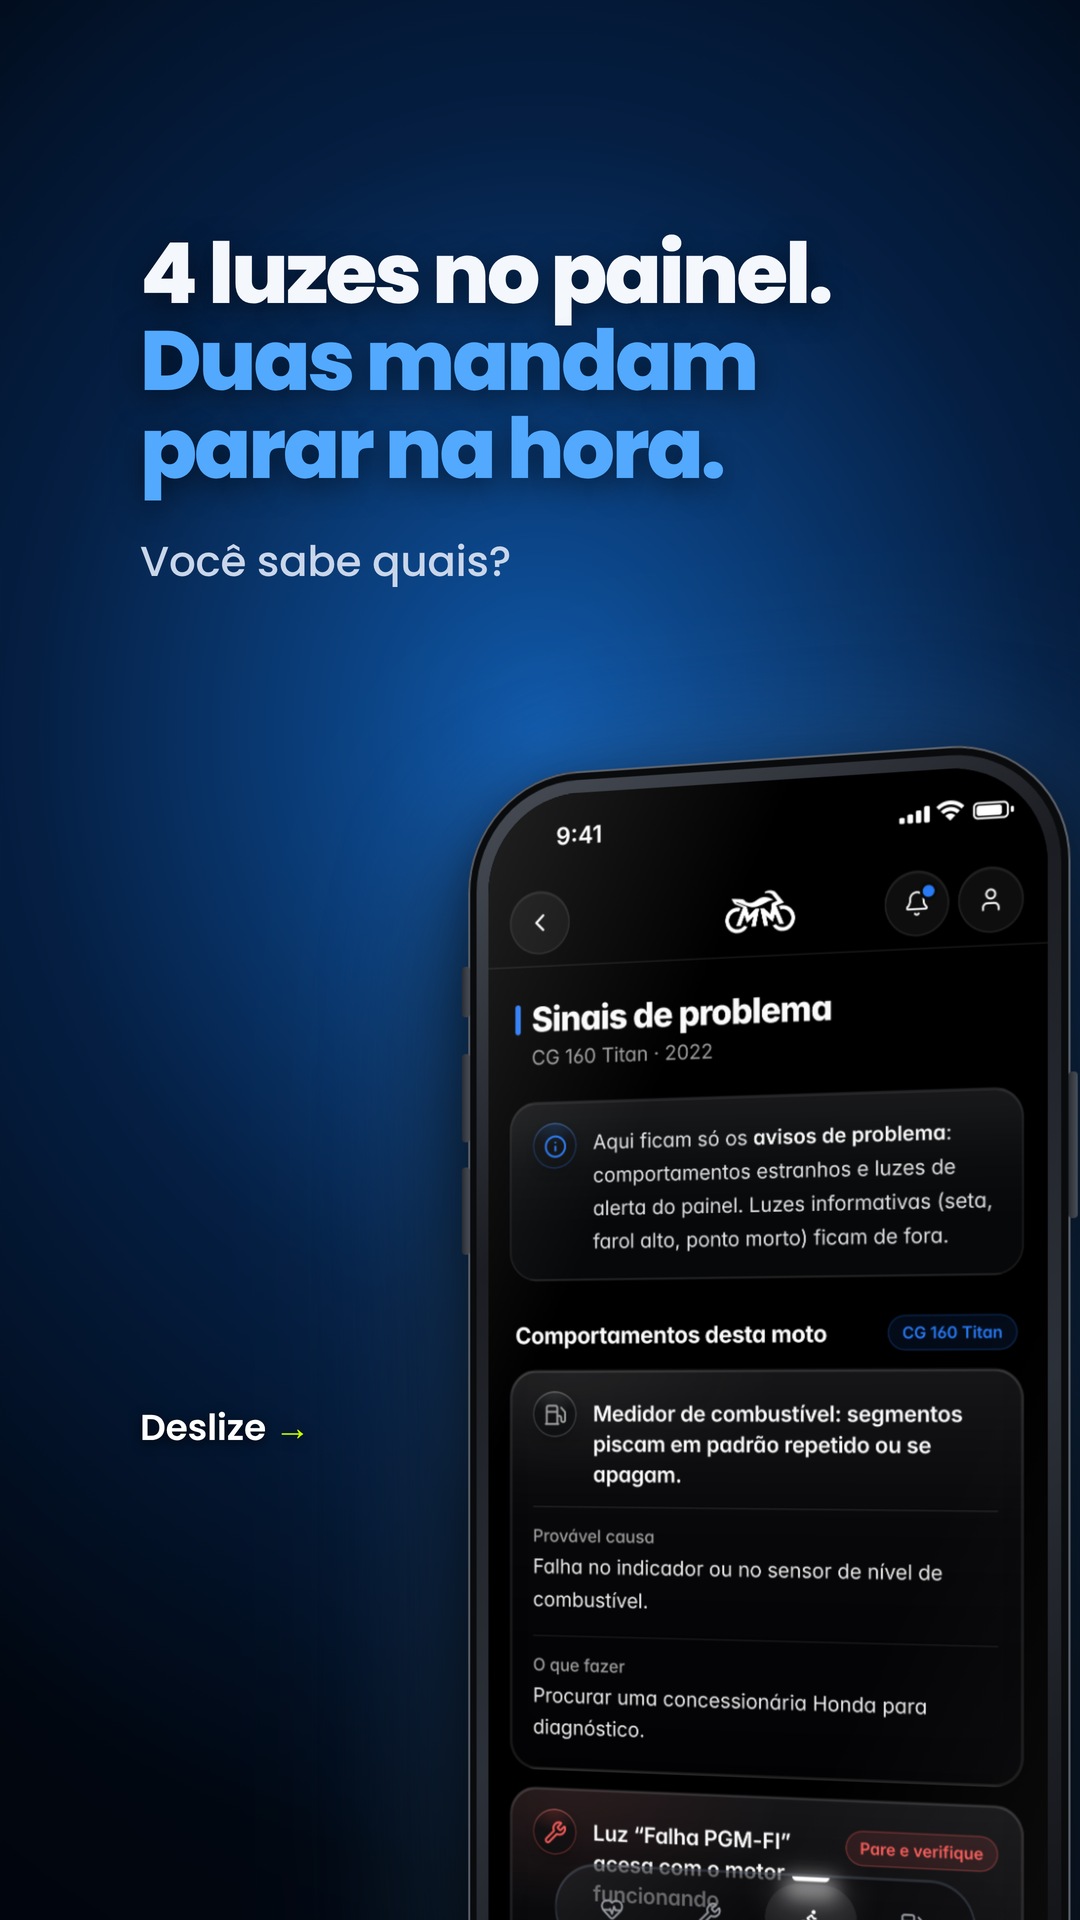 4 luzes no painel.
Duas mandam
parar na hora.
Você sabe quais?
9:41
MM
Sinais de problema
CG 160 Titan · 2022
Aqui ficam só os avisos de problema:
comportamentos estranhos e luzes de
alerta do painel. Luzes informativas (seta,
farol alto, ponto morto) ficam de fora.
Comportamentos desta moto
CG 160 Titan
Deslize →
Medidor de combustível: segmentos
piscam em padrão repetido ou se
apagam.
Provável causa
Falha no indicador ou no sensor de nível de
combustível.
O que fazer
Procurar uma concessionária Honda para
diagnóstico.
Luz “Falha PGM-FI”
acesa com o motor
funcionando
Pare e verifique